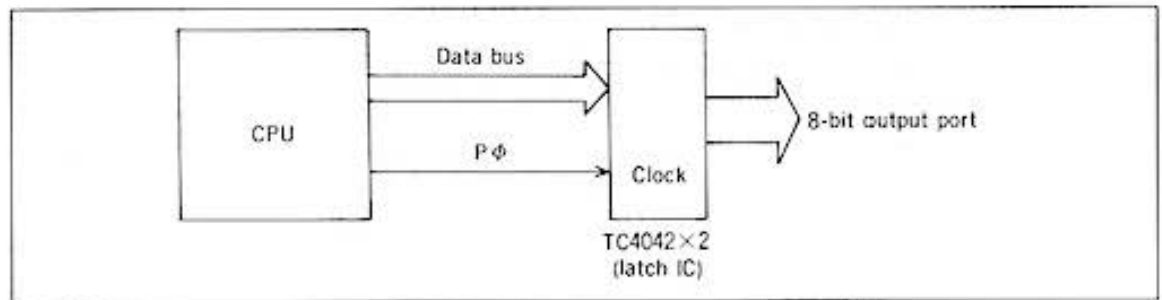 Data bus
CPU
8-bit output port
PΦ
Clock
TC4042×2
(latch IC)